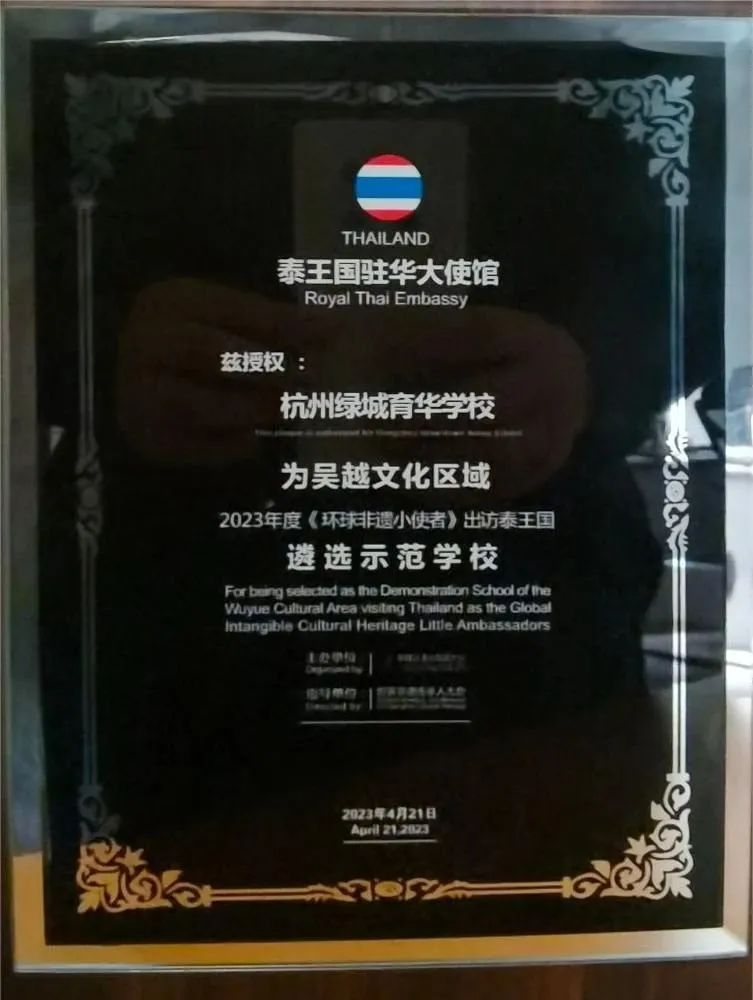 THAILAND
泰王国驻华大使馆
Royal Thai Embassy
兹授权 :
杭州绿城育华学校
为吴越文化区域
2023年度《环球非遗小使者》出访泰王国
遴选示范学校
For being selected as the Demonstration School of the
Wuyue Cultural Area visiting Thailand as the Global
Intangible Cultural Heritage Little Ambassadors
主办单位
Organized by
指导单位
Directed by
2023年4月21日
April 21,2023